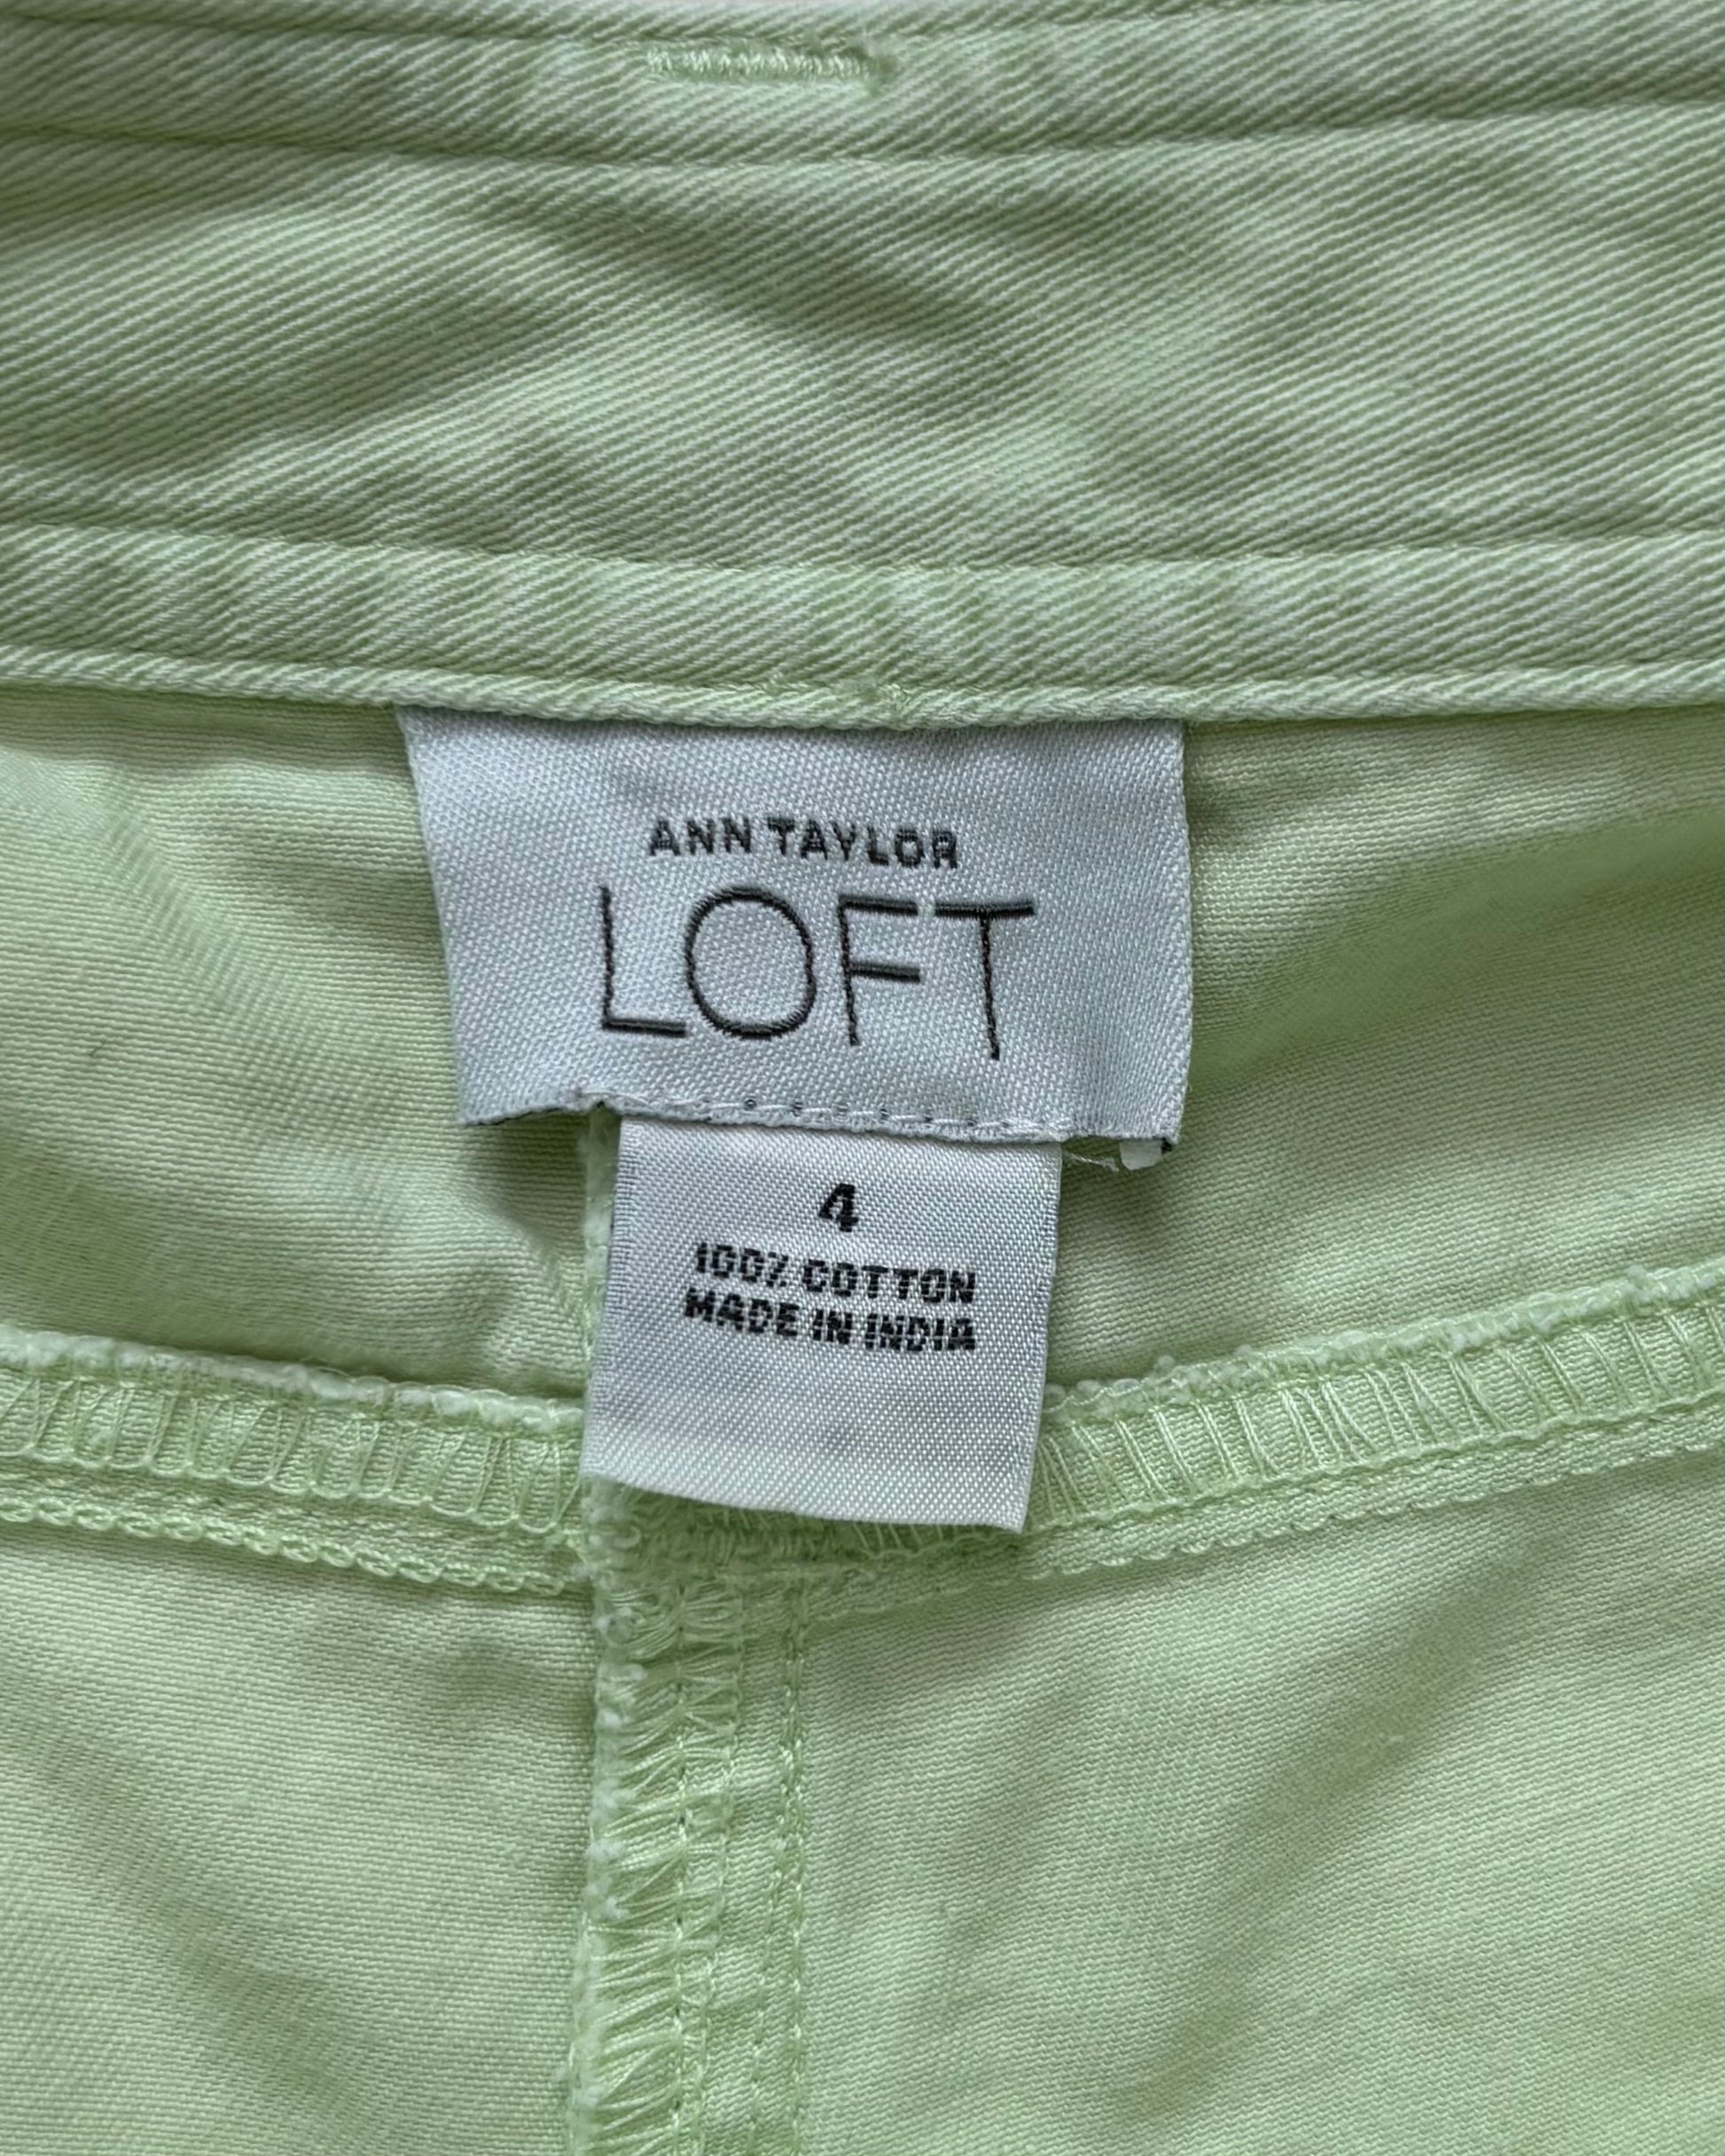 ANN TAYLOR
LOFT
4
100% COTTON
MADE IN INDIA